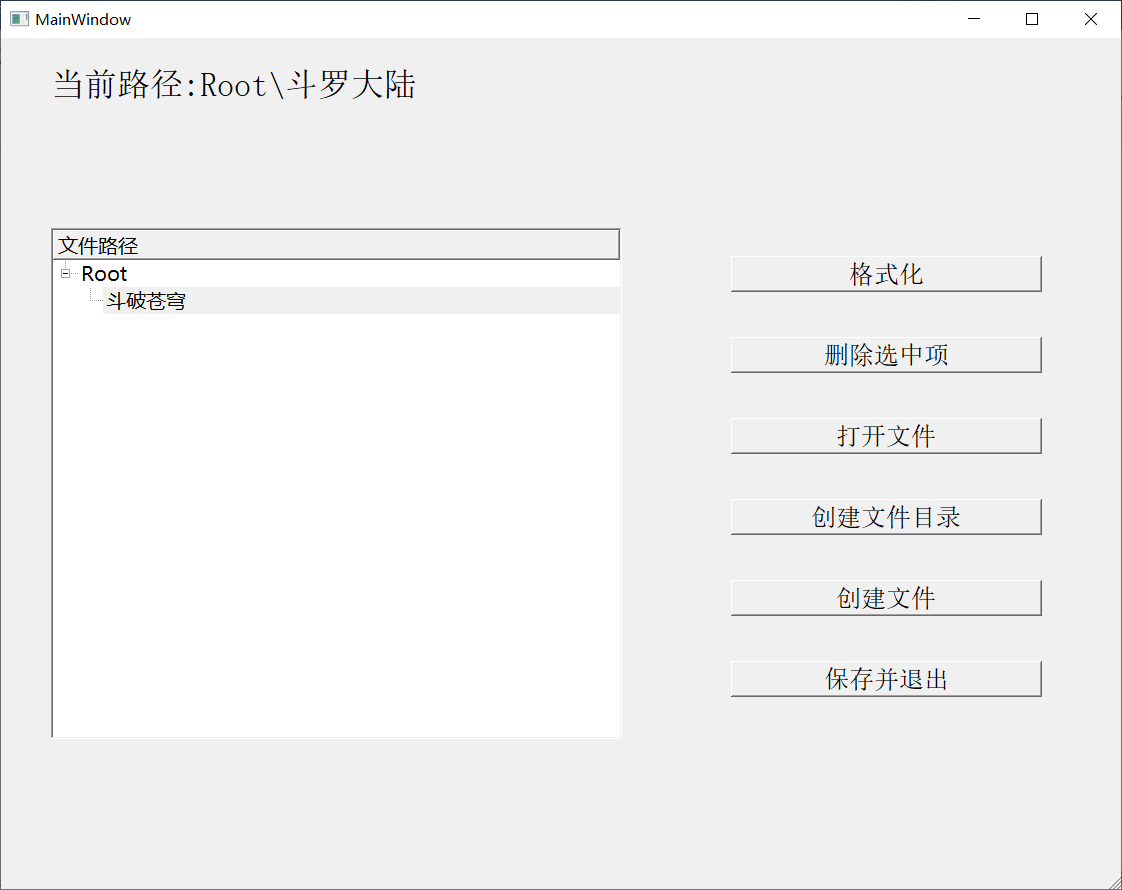 MainWindow
当前路径:Root\斗罗大陆
文件路径
Root
斗破苍穹
格式化
删除选中项
打开文件
创建文件目录
创建文件
保存并退出